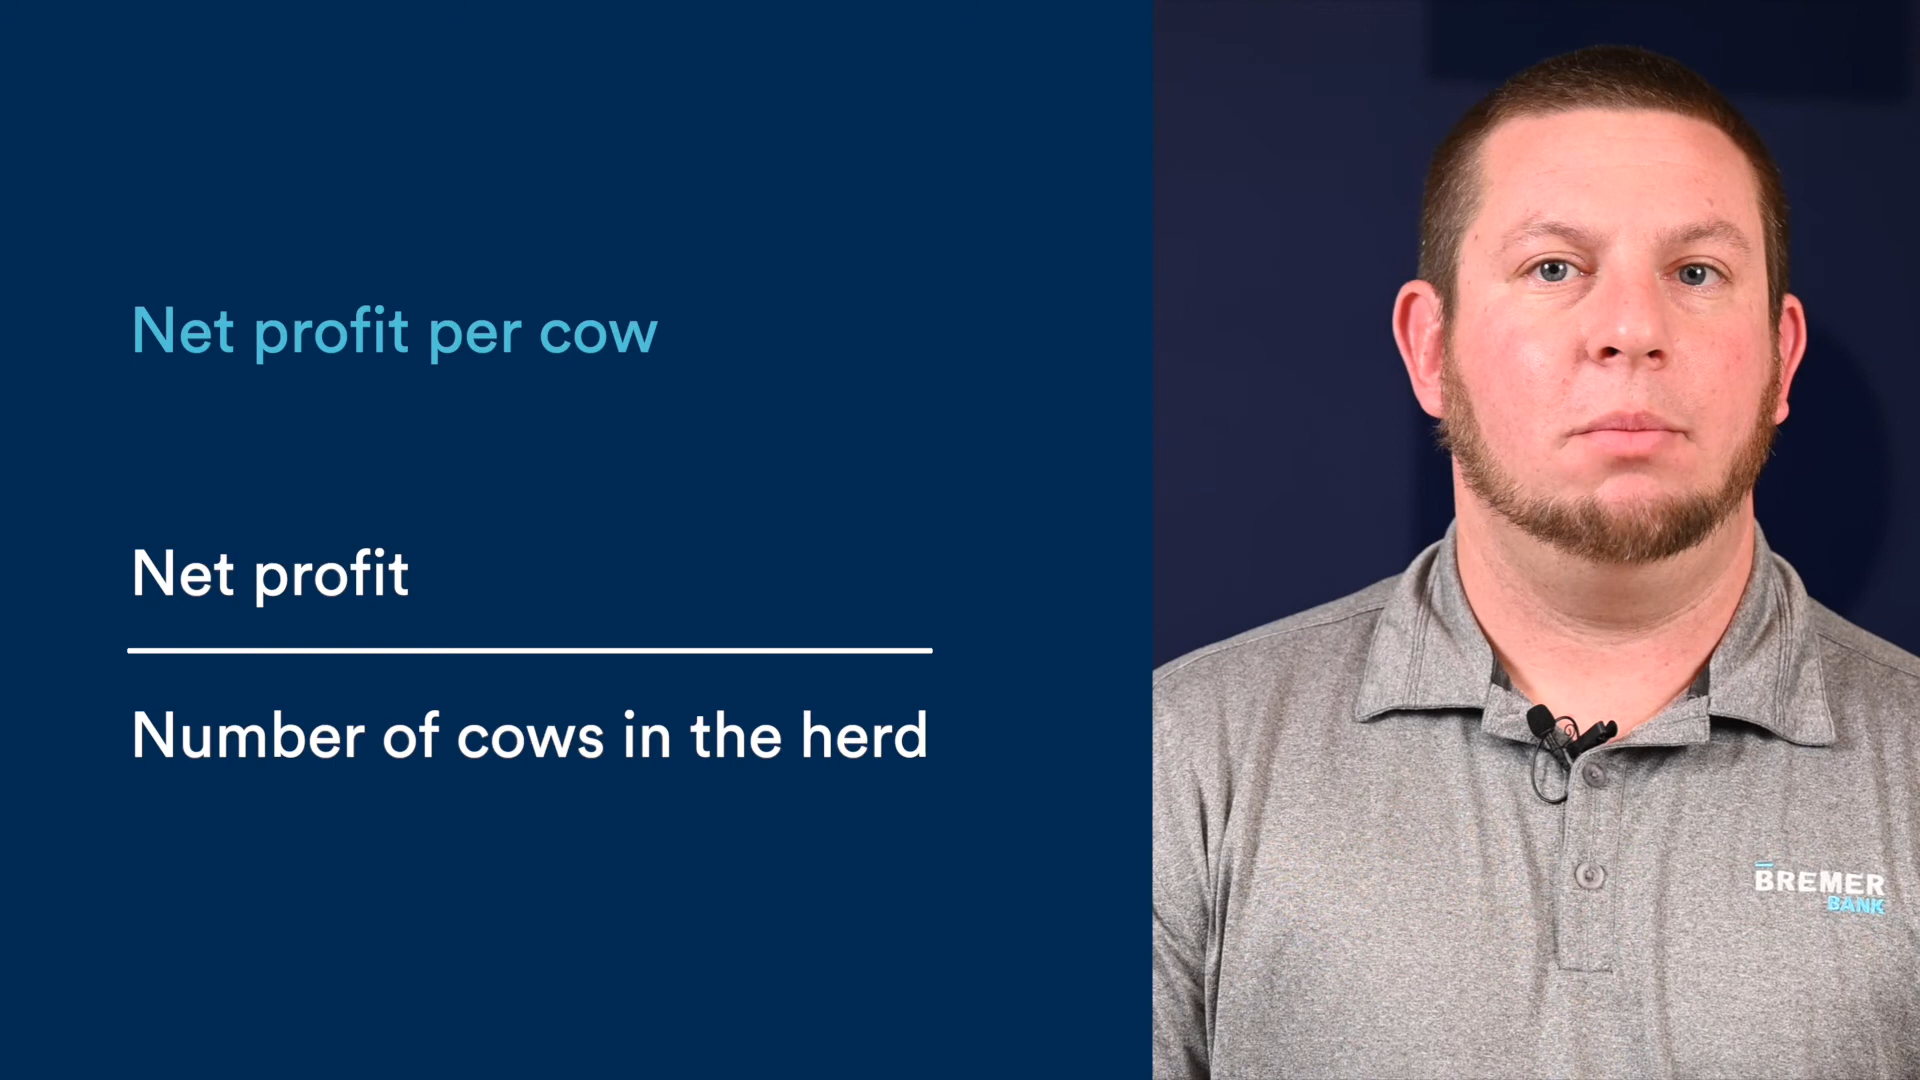 Net profit per cow
Net profit
Number of cows in the herd
BREMER
BANK